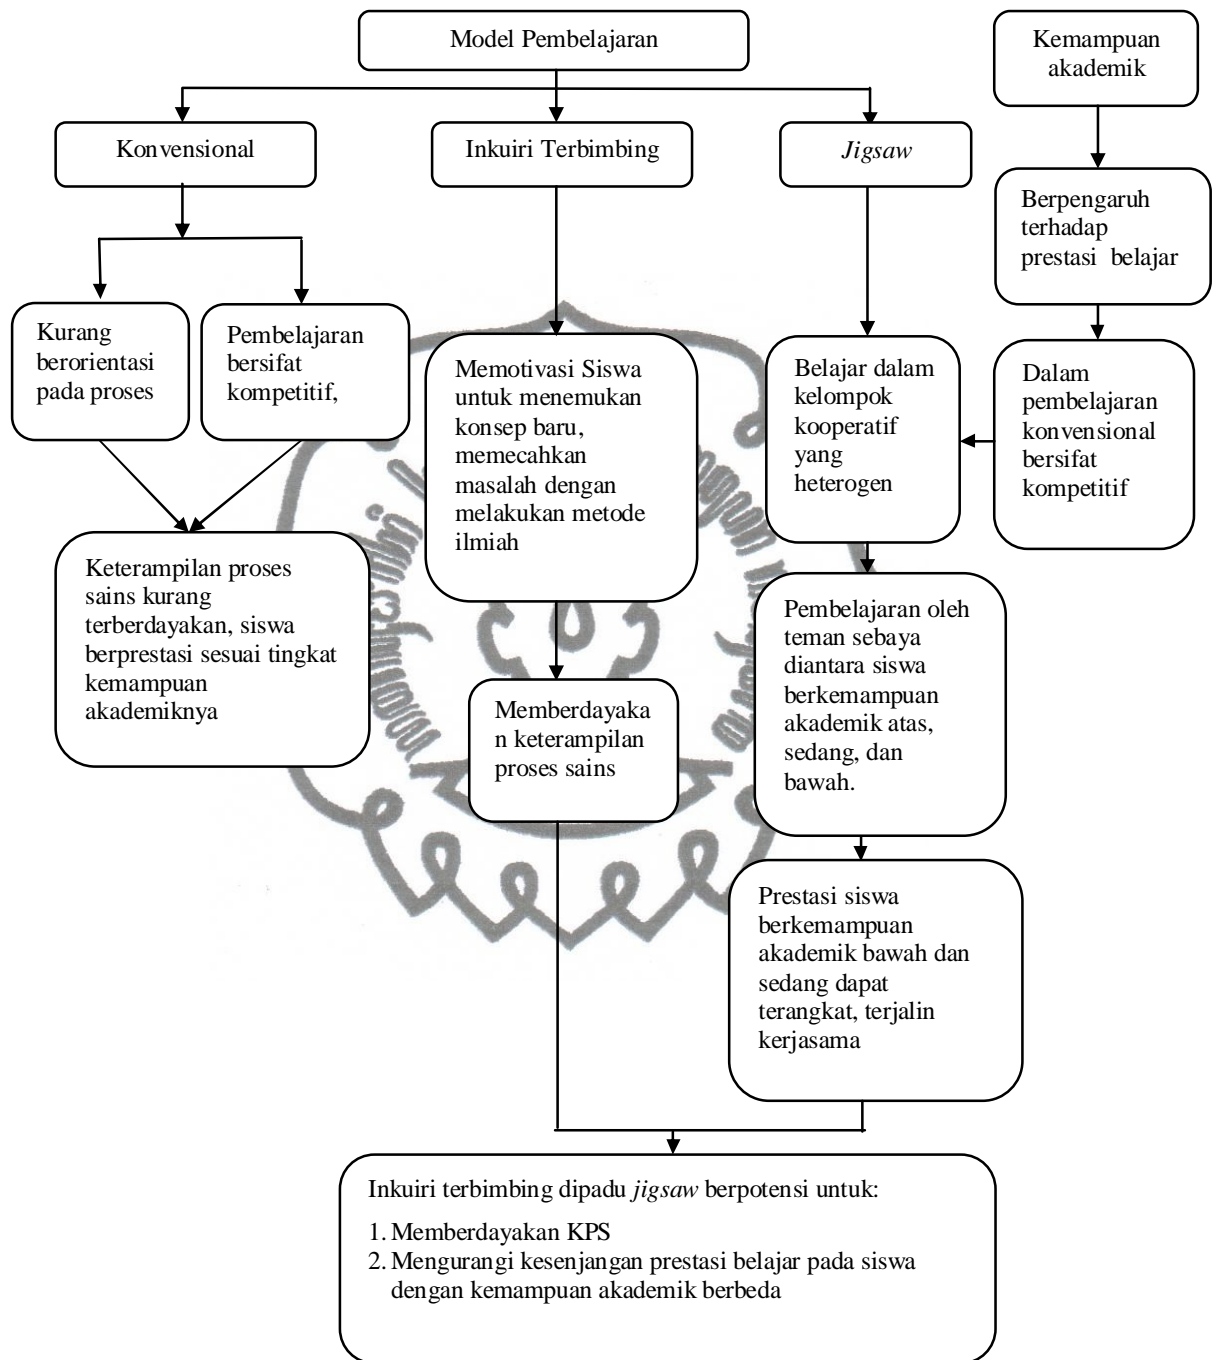 Model Pembelajaran
Kemampuan
akademik
Konvensional
Inkuiri Terbimbing
Jigsaw
Berpengaruh
terhadap
prestasi belajar
Kurang
berorientasi
pada proses
Pembelajaran
bersifat
kompetitif,
Memotivasi Siswa
untuk menemukan
konsep baru,
memecahkan
masalah dengan
melakukan metode
ilmiah
Belajar dalam
kelompok
kooperatif
yang
heterogen
Dalam
pembelajaran
konvensional
bersifat
kompetitif
Keterampilan proses
sains kurang
terberdayakan, siswa
berprestasi sesuai tingkat
kemampuan
akademiknya
Memberdayaka
n keterampilan
proses sains
Pembelajaran oleh
teman sebaya
diantara siswa
berkemampuan
akademik atas,
sedang, dan
bawah.
Prestasi siswa
berkemampuan
akademik bawah dan
sedang dapat
terangkat, terjalin
kerjasama
Inkuiri terbimbing dipadu jigsaw berpotensi untuk:
1. Memberdayakan KPS
2. Mengurangi kesenjangan prestasi belajar pada siswa
dengan kemampuan akademik berbeda